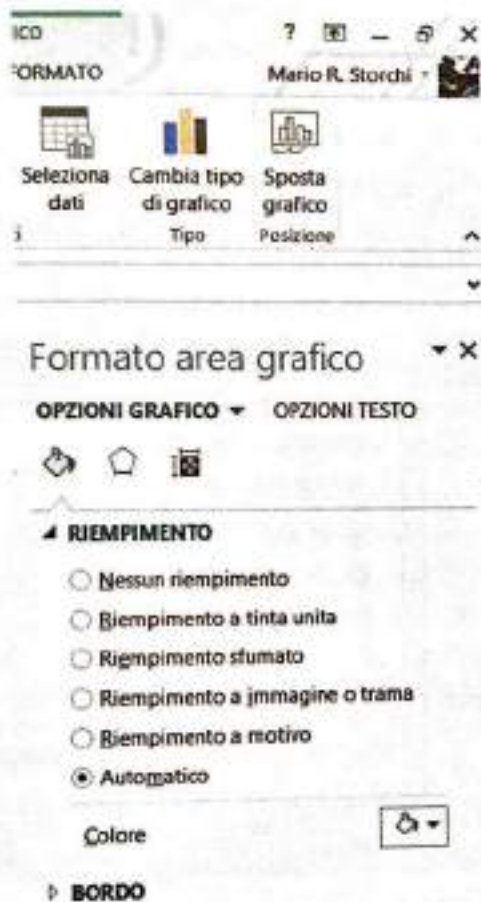 ICO ?
FORMATO Mario R. Storchi
Seleziona dati
Cambia tipo di grafico
Sposta grafico
i Tipo Posizione
Formato area grafico
OPZIONI GRAFICO OPZIONI TESTO
RIEMPIMENTO
Nessun riempimento
Riempimento a tinta unita
Riempimento sfumato
Riempimento a immagine o trama
Riempimento a motivo
Automatico
Colore
BORDO